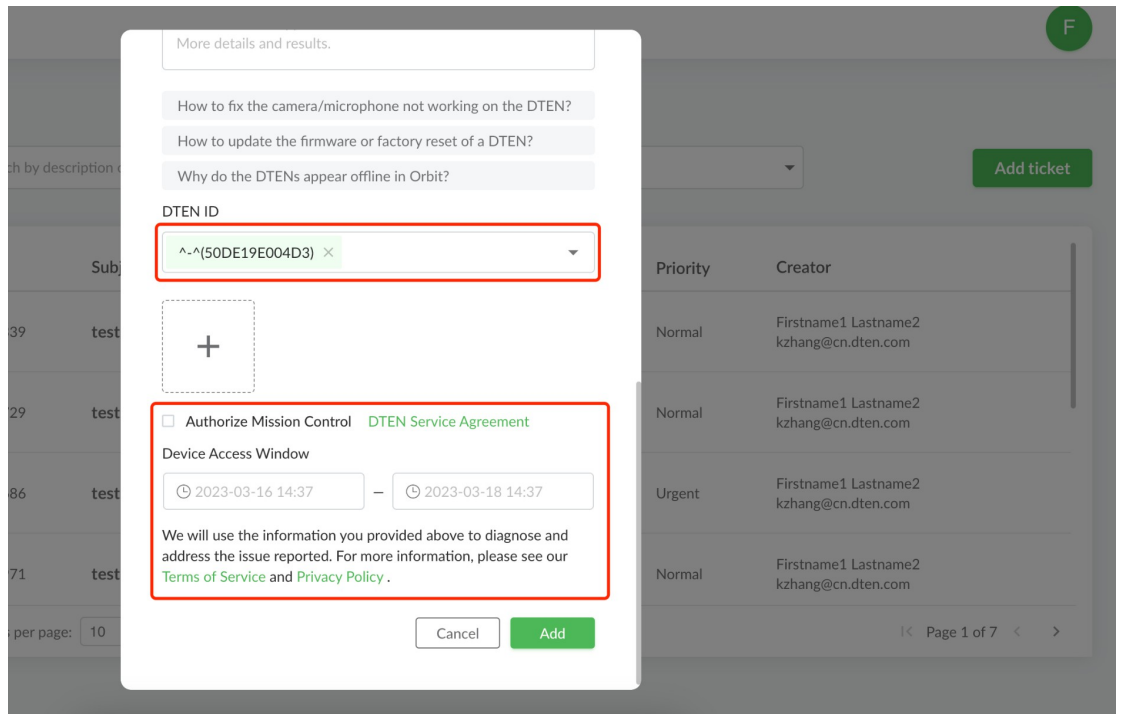 F
More details and results.
How to fix the camera/microphone not working on the DTEN?
How to update the firmware or factory reset of a DTEN?
Why do the DTENs appear offline in Orbit?
by description
Add ticket
DTEN ID
^-^(50DE19E004D3) ×
Priority Creator
39 test Normal Firstname1 Lastname2
kzhang@cn.dten.com
29 test Normal Firstname1 Lastname2
kzhang@cn.dten.com
86 test Urgent Firstname1 Lastname2
kzhang@cn.dten.com
71 test Normal Firstname1 Lastname2
kzhang@cn.dten.com
Authorize Mission Control DTEN Service Agreement
Device Access Window
2023-03-16 14:37 – 2023-03-18 14:37
We will use the information you provided above to diagnose and
address the issue reported. For more information, please see our
Terms of Service and Privacy Policy .
Cancel Add
per page: 10 Page 1 of 7